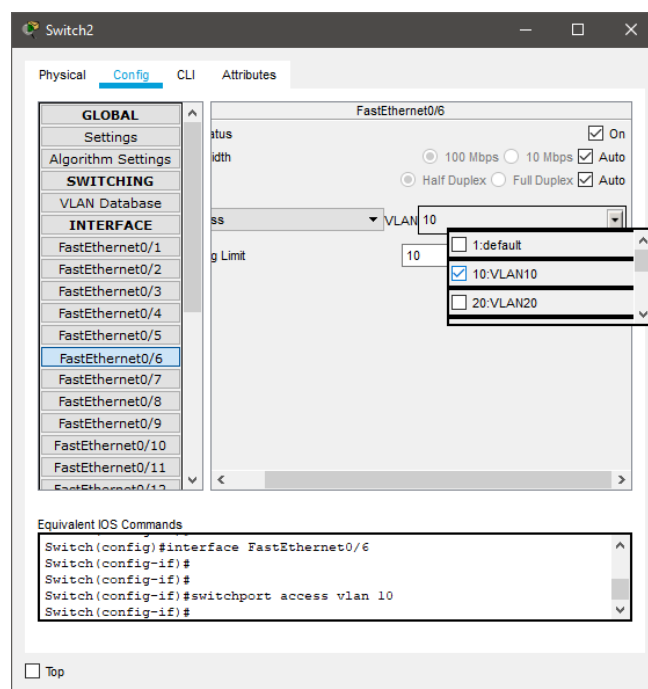 Switch2
Physical Config CLI Attributes
GLOBAL
Settings
Algorithm Settings
SWITCHING
VLAN Database
INTERFACE
FastEthernet0/1
FastEthernet0/2
FastEthernet0/3
FastEthernet0/4
FastEthernet0/5
FastEthernet0/6
FastEthernet0/7
FastEthernet0/8
FastEthernet0/9
FastEthernet0/10
FastEthernet0/11
FastEthernet0/12
FastEthernet0/6
atus On
idth 100 Mbps 10 Mbps Auto
Half Duplex Full Duplex Auto
ss VLAN 10
1:default
g Limit 10
10:VLAN10
20:VLAN20
Equivalent IOS Commands
Switch(config)#interface FastEthernet0/6
Switch(config-if)#
Switch(config-if)#
Switch(config-if)#switchport access vlan 10
Switch(config-if)#
Top